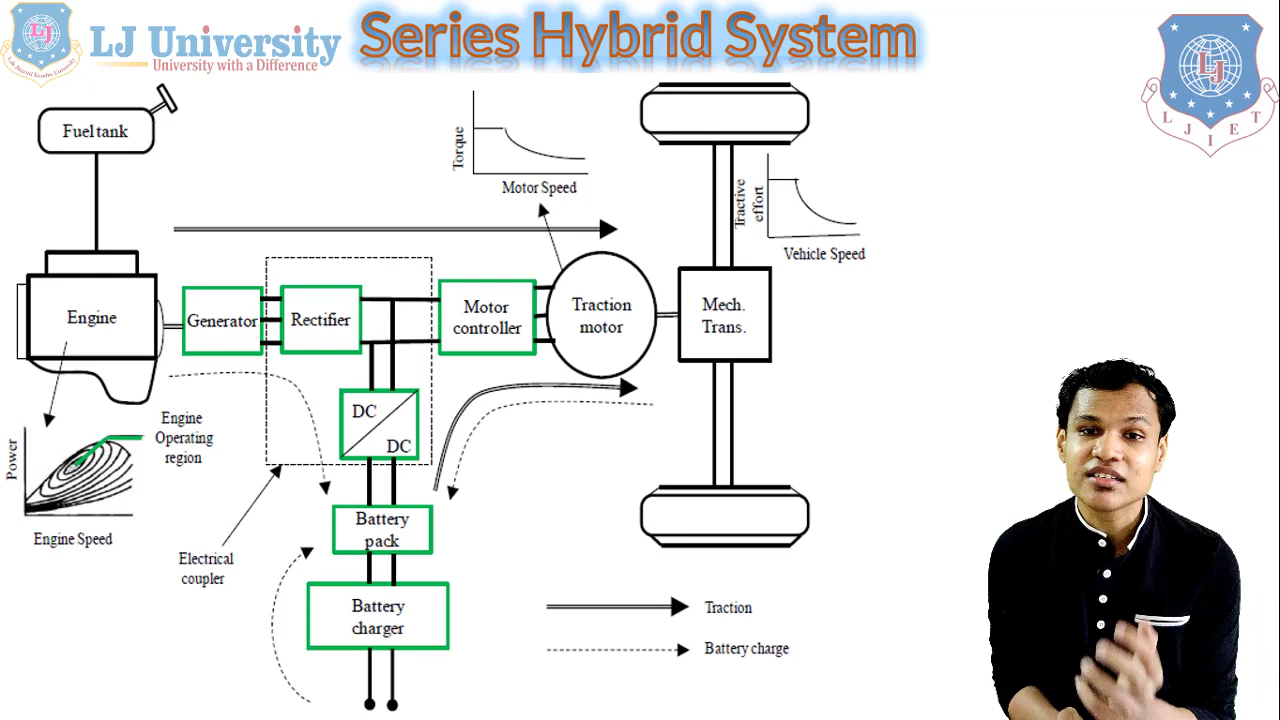 LJ University
University with a Difference
Series Hybrid System
LJ
L J I E T
Fuel tank
Torque
Motor Speed
Tractive
effort
Vehicle Speed
Engine
Generator
Rectifier
Motor
controller
Traction
motor
Mech.
Trans.
DC
DC
Engine
Operating
region
Power
Engine Speed
Battery
pack
Electrical
coupler
Battery
charger
Traction
Battery charge